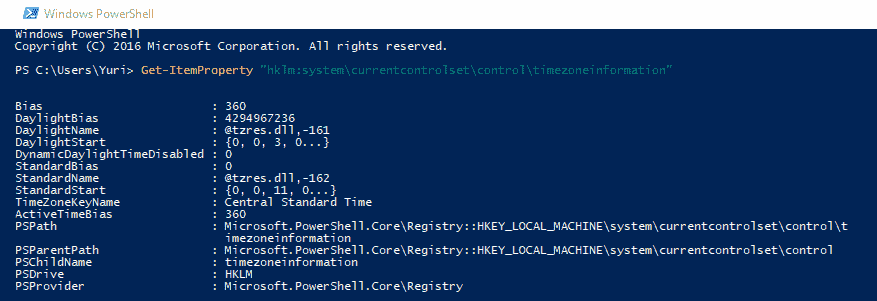 Windows PowerShell
Windows PowerShell
Copyright (C) 2016 Microsoft Corporation. All rights reserved.
PS C:\Users\Yuri> Get-ItemProperty "hklm:system\currentcontrolset\control\timezoneinformation"
Bias : 360
DaylightBias : 4294967236
DaylightName : @tzres.dll,-161
DaylightStart : {0, 0, 3, 0...}
DynamicDaylightTimeDisabled : 0
StandardBias : 0
StandardName : @tzres.dll,-162
StandardStart : {0, 0, 11, 0...}
TimeZoneKeyName : Central Standard Time
ActiveTimeBias : 360
PSPath : Microsoft.PowerShell.Core\Registry::HKEY_LOCAL_MACHINE\system\currentcontrolset\control\t
imezoneinformation
PSParentPath : Microsoft.PowerShell.Core\Registry::HKEY_LOCAL_MACHINE\system\currentcontrolset\control
PSChildName : timezoneinformation
PSDrive : HKLM
PSProvider : Microsoft.PowerShell.Core\Registry